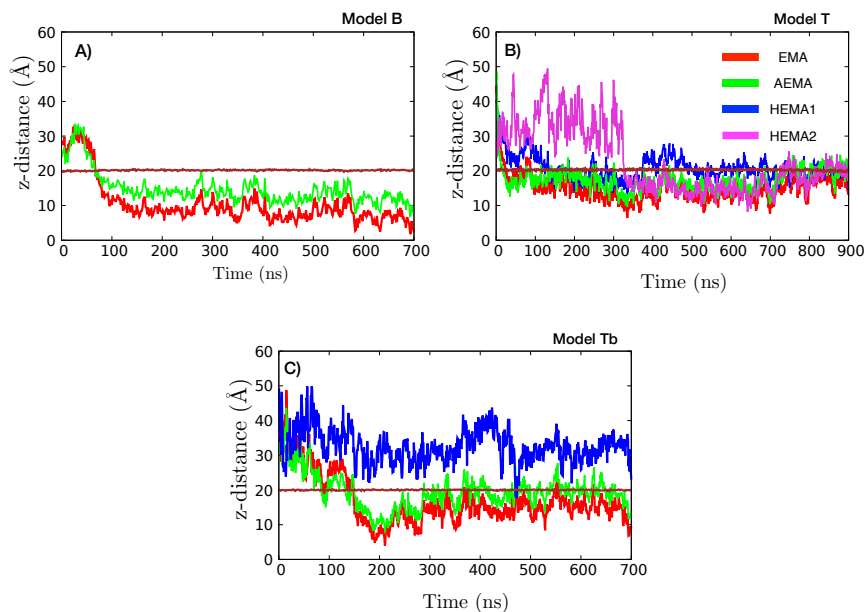 Model B
A)
60
50
40
30
20
10
0
z-distance (Å)
0 100 200 300 400 500 600 700
Time (ns)
Model T
B)
EMA
AEMA
HEMA1
HEMA2
60
50
40
30
20
10
0
z-distance (Å)
0 100 200 300 400 500 600 700 800 900
Time (ns)
Model Tb
C)
60
50
40
30
20
10
0
z-distance (Å)
0 100 200 300 400 500 600 700
Time (ns)